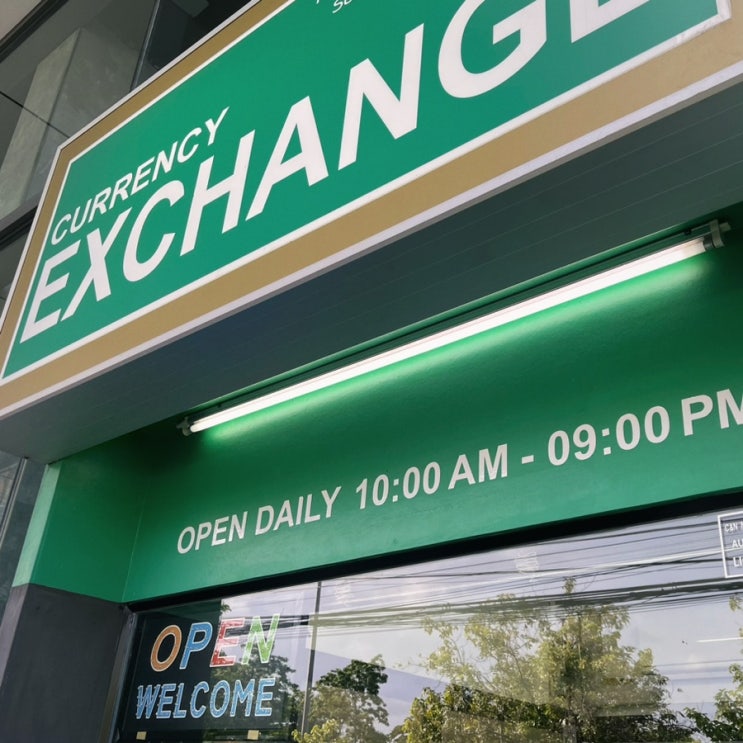 CURRENCY
EXCHANGE
OPEN DAILY 10:00 AM - 09:00 PM
OPEN
WELCOME